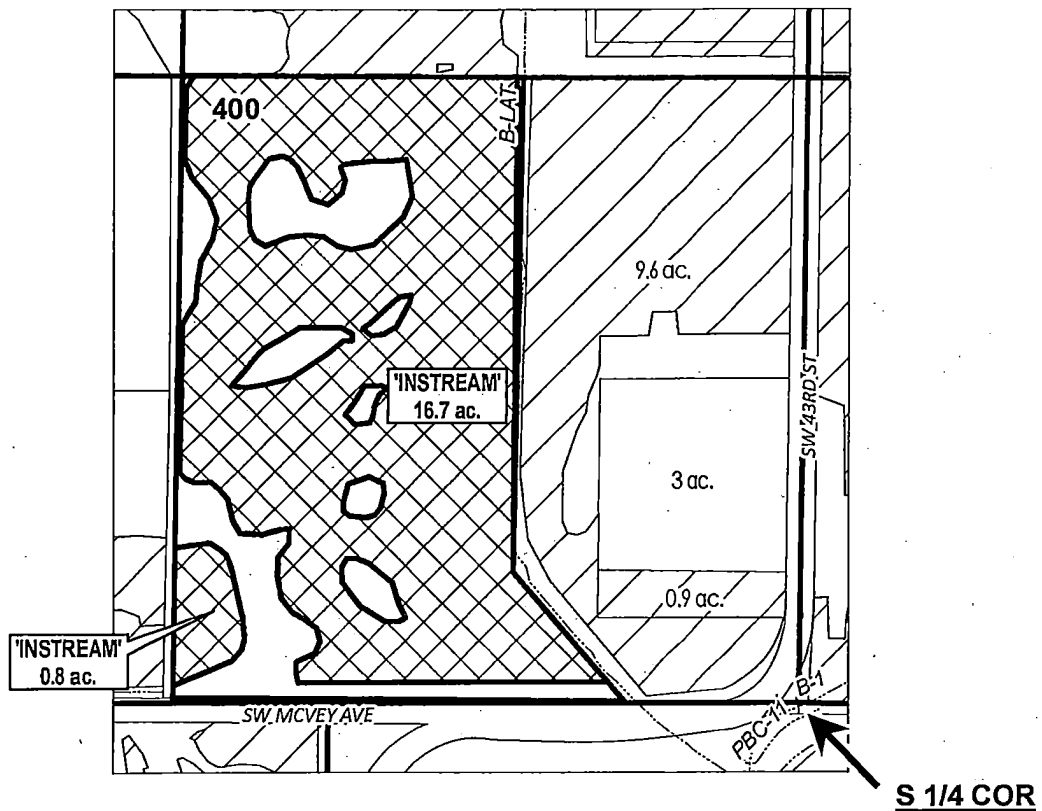 400
B-LAT
9.6 ac.
'INSTREAM'
16.7 ac.
SW 43RD ST
3 ac.
0.9 ac.
'INSTREAM'
0.8 ac.
SW MCVEY AVE
PBC-11
B-1
S 1/4 COR